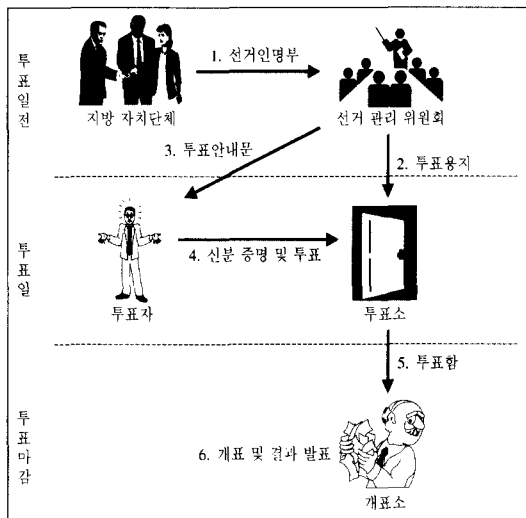 투표일전
1. 선거인명부
지방 자치단체
선거 관리 위원회
3. 투표안내문
2. 투표용지
투표일
4. 신분 증명 및 투표
투표자
투표소
5. 투표함
투표마감
6. 개표 및 결과 발표
개표소